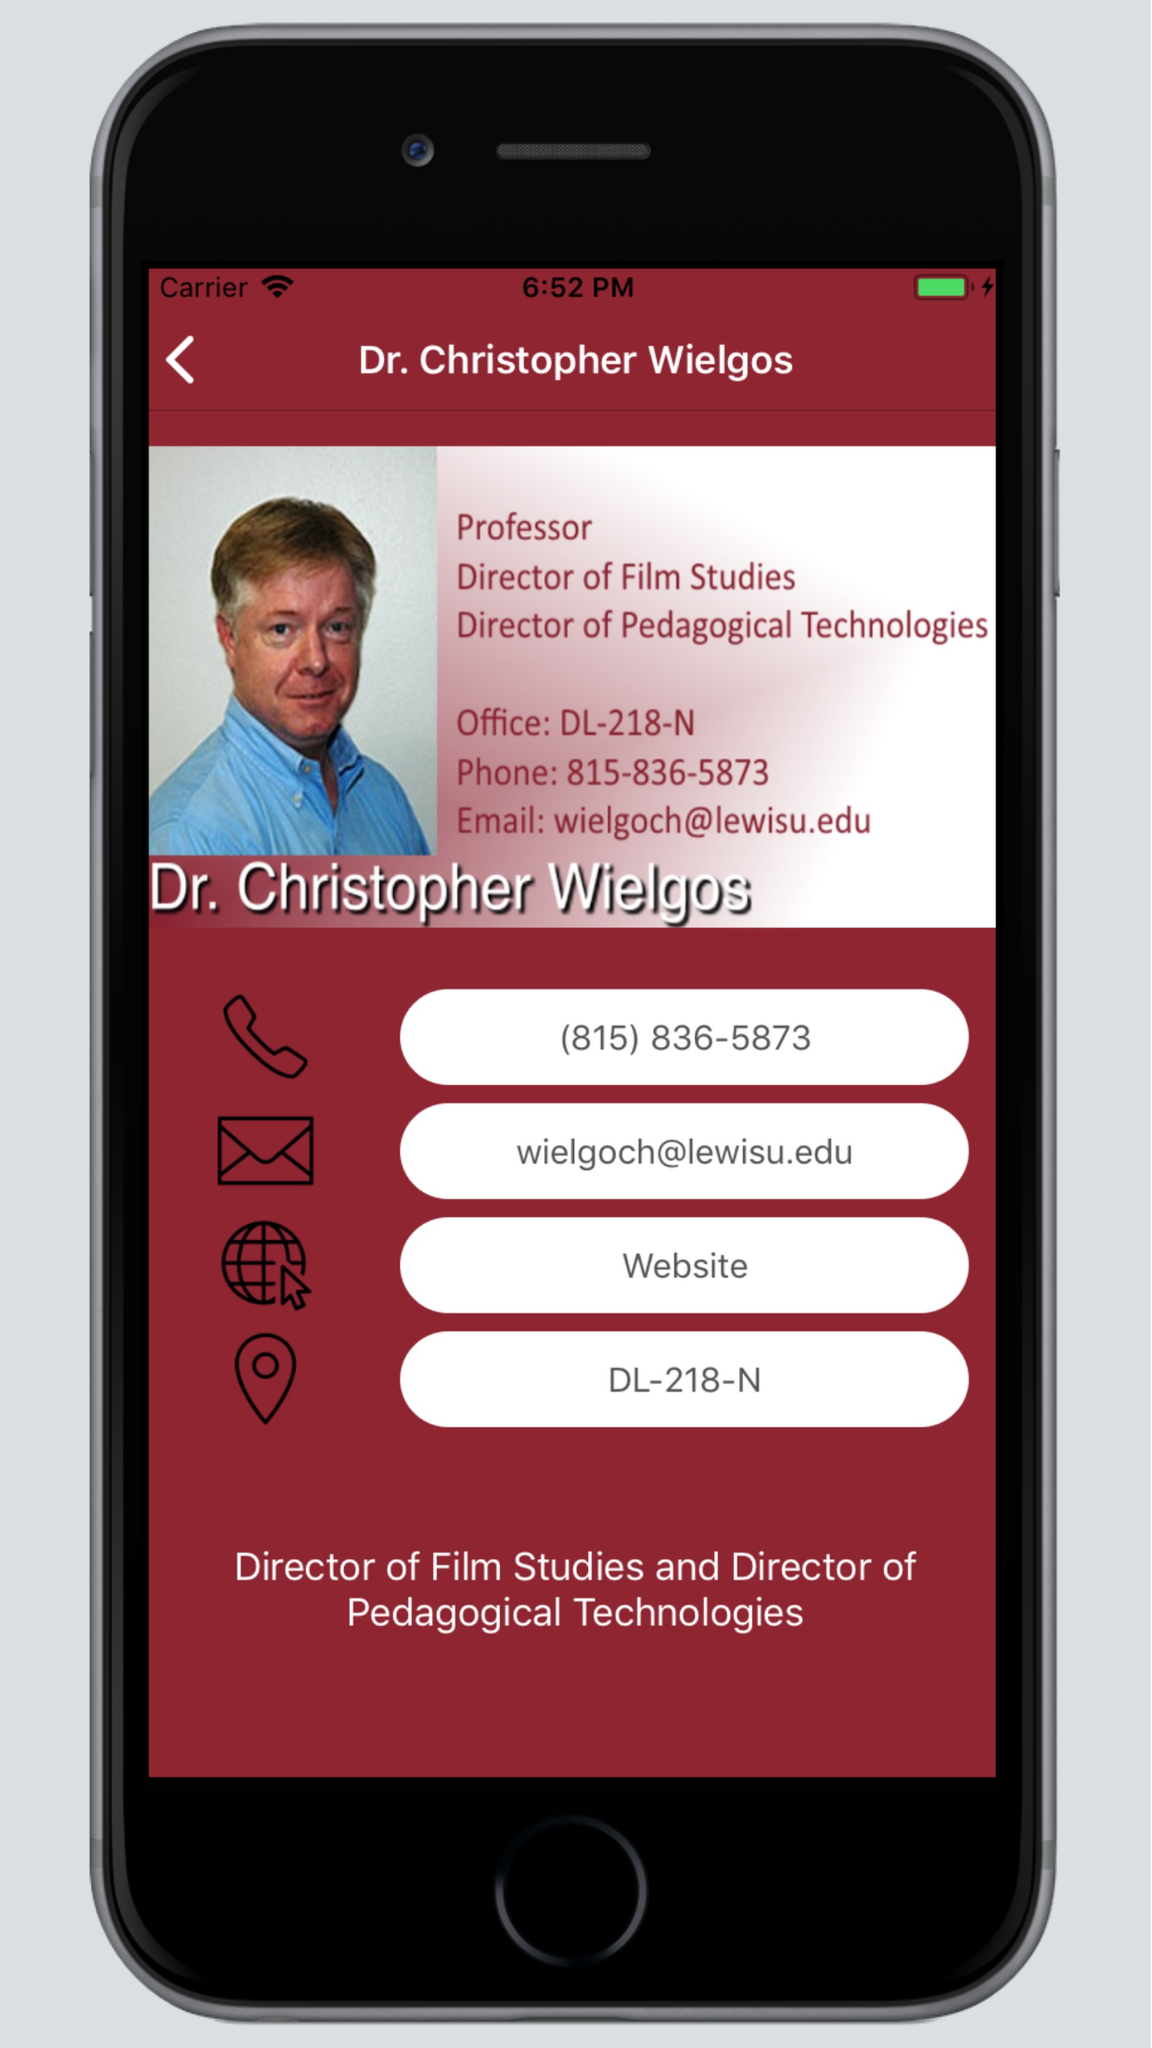 Carrier 6:52 PM
Dr. Christopher Wielgos
Professor
Director of Film Studies
Director of Pedagogical Technologies
Office: DL-218-N
Phone: 815-836-5873
Email: wielgoch@lewisu.edu
Dr. Christopher Wielgos
(815) 836-5873
wielgoch@lewisu.edu
Website
DL-218-N
Director of Film Studies and Director of
Pedagogical Technologies